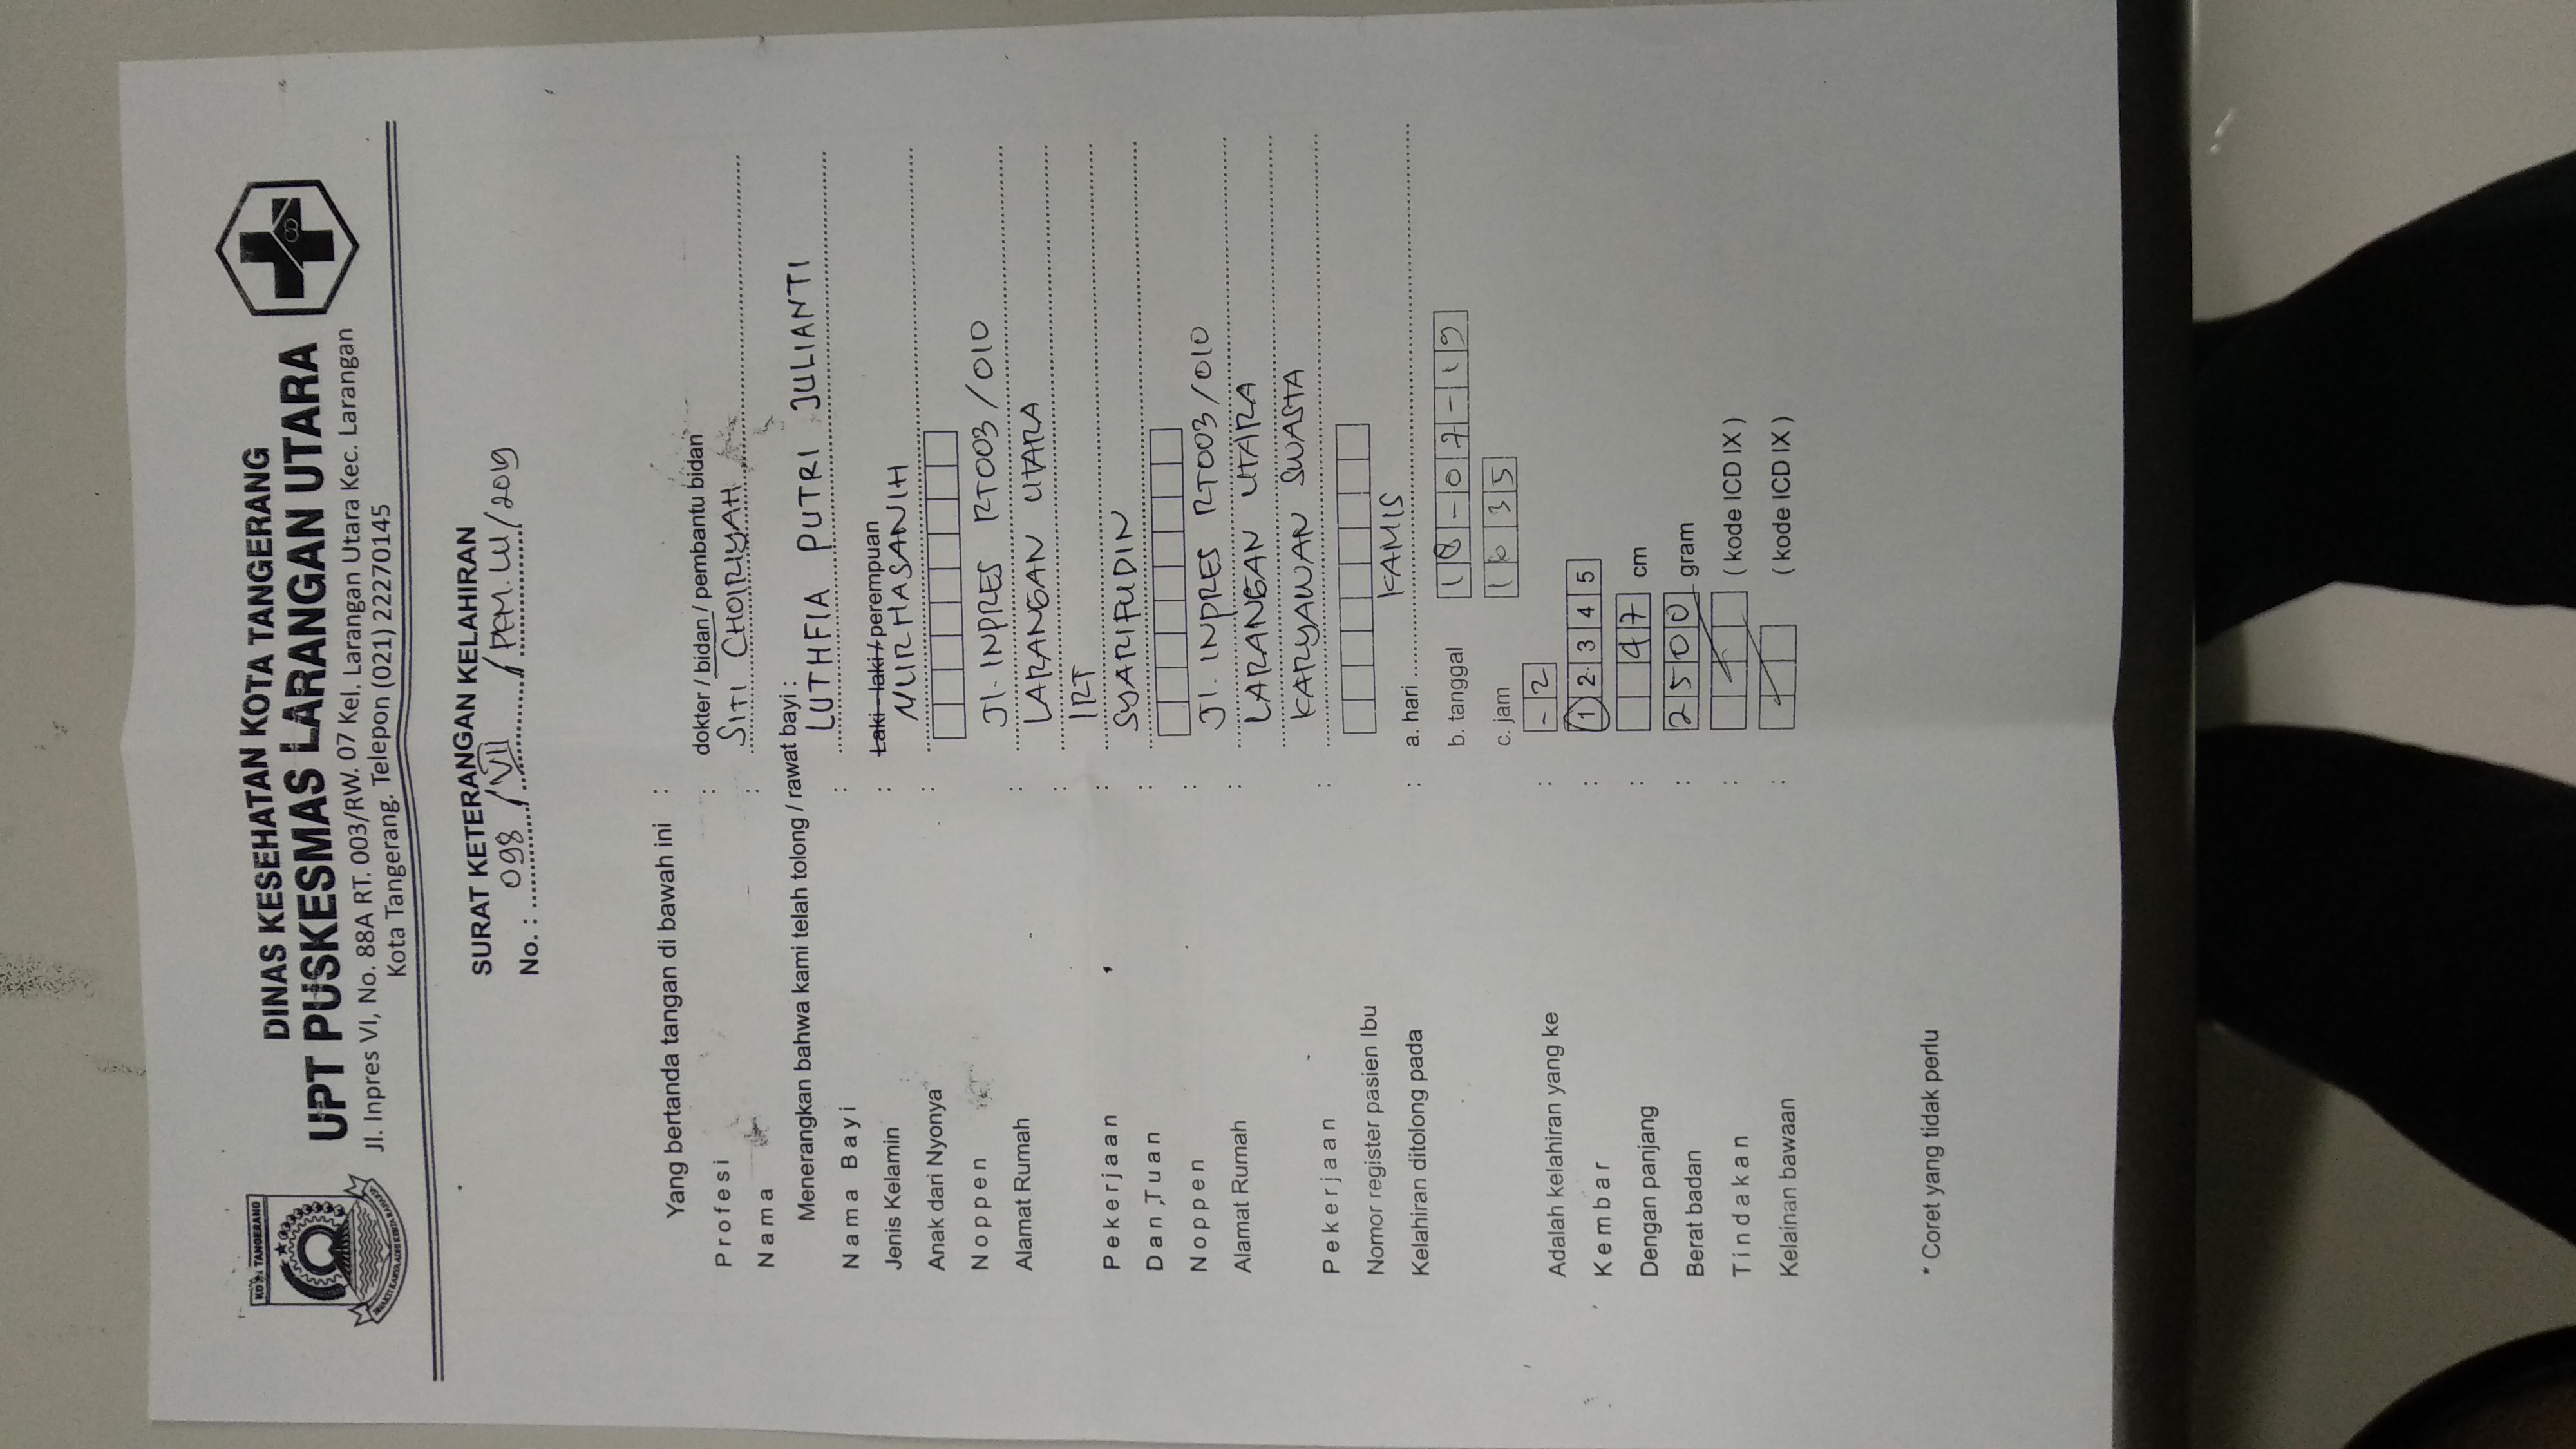 KOTA TANGERANG
BHAKTI KARYA ADHI KERTA RAHARJA
DINAS KESEHATAN KOTA TANGERANG
UPT PUSKESMAS LARANGAN UTARA
Jl. Inpres VI, No. 88A RT. 003/RW. 07 Kel. Larangan Utara Kec. Larangan
Kota Tangerang. Telepon (021) 22270145
SURAT KETERANGAN KELAHIRAN
No. : 098 / VII / PKM. LU / 2019
Yang bertanda tangan di bawah ini :
Profesi : dokter / bidan / pembantu bidan
Nama : SITI CHOIRIYAH
Menerangkan bahwa kami telah tolong / rawat bayi :
Nama Bayi : LUTHFIA PUTRI JULIANTI
Jenis Kelamin : Laki - laki / perempuan
Anak dari Nyonya : NURHASANIH
Noppen
Alamat Rumah : Jl. INPRES RT003/010
: LARANGAN UTARA
Pekerjaan : IRT
Dan Tuan : SYARIFUDIN
Noppen :
Alamat Rumah : Jl. INPRES RT003/010
LARANGAN UTARA
Pekerjaan : KARYAWAN SWASTA
Nomor register pasien Ibu
Kelahiran ditolong pada : a. hari KAMIS
b. tanggal 18-07-19
c. jam 1635
Adalah kelahiran yang ke : - 2
Kembar : 1 2 3 4 5
Dengan panjang : 47 cm
Berat badan : 2500 gram
Tindakan : ( kode ICD IX )
Kelainan bawaan : ( kode ICD IX )
* Coret yang tidak perlu